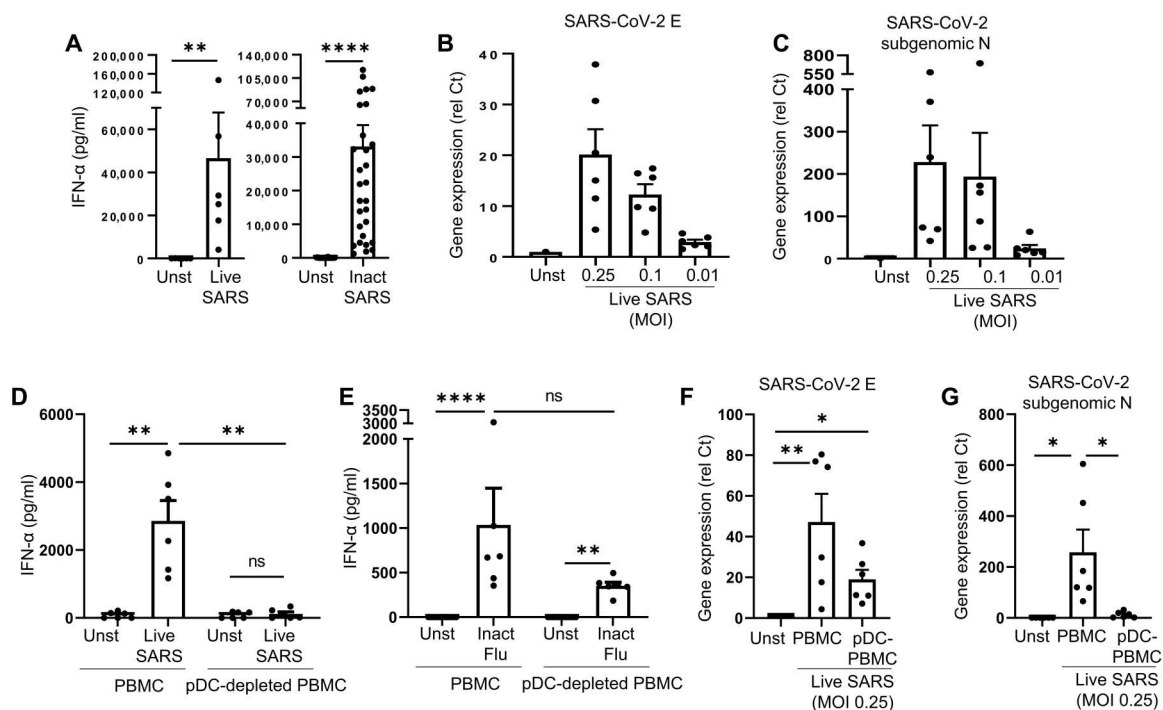 A
IFN-α (pg/ml)
200,000
160,000
120,000
80,000
60,000
40,000
20,000
0
**
Unst Live
SARS
140,000
105,000
70,000
40,000
30,000
20,000
10,000
0
****
Unst Inact
SARS
B
SARS-CoV-2 E
Gene expression (rel Ct)
40
30
20
10
0
Unst 0.25 0.1 0.01
Live SARS
(MOI)
C
SARS-CoV-2
subgenomic N
Gene expression (rel Ct)
800
550
400
300
200
100
0
Unst 0.25 0.1 0.01
Live SARS
(MOI)
D
IFN-α (pg/ml)
6000
4000
2000
0
** **
ns
Unst Live
SARS
Unst Live
SARS
PBMC pDC-depleted PBMC
E
IFN-α (pg/ml)
3500
3000
2000
1500
1000
500
0
**** ns
**
Unst Inact
Flu
Unst Inact
Flu
PBMC pDC-depleted PBMC
F
SARS-CoV-2 E
Gene expression (rel Ct)
100
80
60
40
20
0
*
**
Unst PBMC pDC-
PBMC
Live SARS
(MOI 0.25)
G
SARS-CoV-2
subgenomic N
Gene expression (rel Ct)
800
600
400
200
0
* *
Unst PBMC pDC-
PBMC
Live SARS
(MOI 0.25)